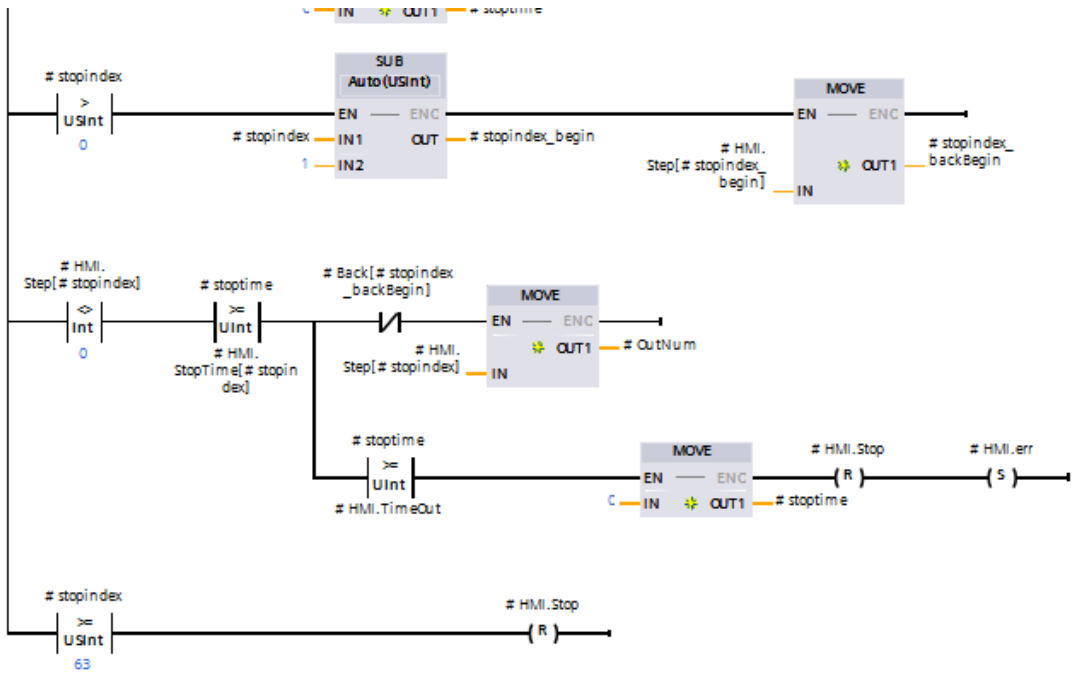 IN OUT1
# stoptime
SUB
Auto (USInt)
# stopindex
>
USInt
0
EN ENC
# stopindex IN1 OUT # stopindex_begin
1 IN2
MOVE
EN ENC
# HMI.
Step[# stopindex_
begin]
OUT1
# stopindex_
backBegin
IN
# HMI.
Step[# stopindex]
<>
Int
0
# stoptime
>=
UInt
# HMI.
StopTime[# stopin
dex]
# Back[# stopindex
_backBegin]
MOVE
EN ENC
# HMI.
Step[# stopindex]
OUT1 # OutNum
IN
# stoptime
>=
UInt
# HMI.TimeOut
MOVE
EN ENC
IN OUT1 # stoptime
# HMI.Stop
( R )
# HMI.err
( S )
# stopindex
>=
USInt
63
# HMI.Stop
( R )